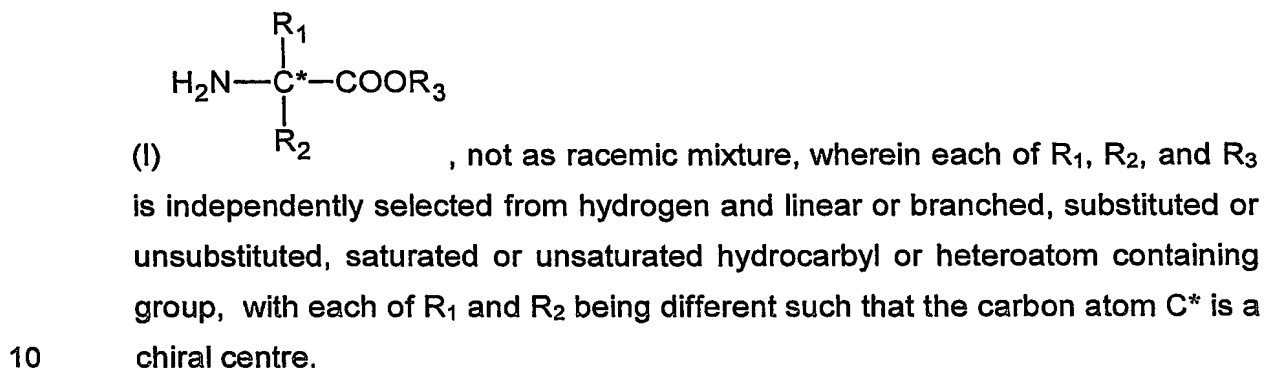 R₁
H₂N—C*—COOR₃
R₂
(I) , not as racemic mixture, wherein each of R₁, R₂, and R₃
is independently selected from hydrogen and linear or branched, substituted or
unsubstituted, saturated or unsaturated hydrocarbyl or heteroatom containing
group, with each of R₁ and R₂ being different such that the carbon atom C* is a
10 chiral centre.